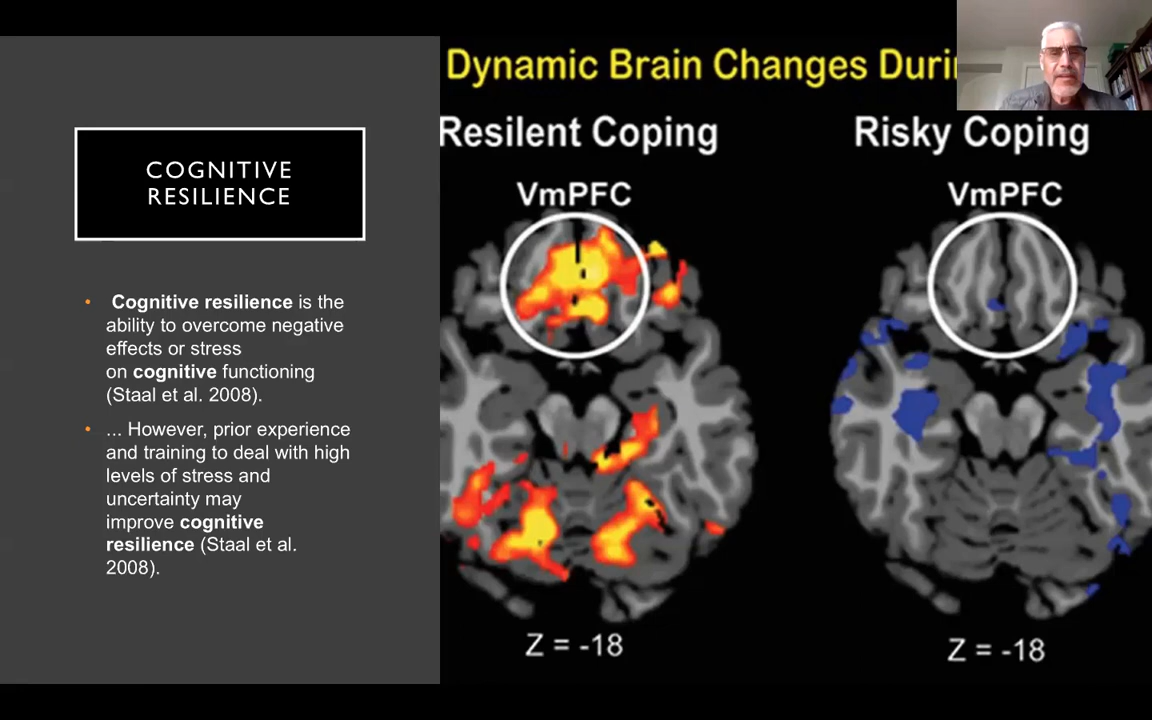 COGNITIVE
RESILIENCE
• Cognitive resilience is the
ability to overcome negative
effects or stress
on cognitive functioning
(Staal et al. 2008).
• ... However, prior experience
and training to deal with high
levels of stress and
uncertainty may
improve cognitive
resilience (Staal et al.
2008).
Dynamic Brain Changes
Resilent Coping
Risky Coping
VmPFC
VmPFC
Z = -18
Z = -18